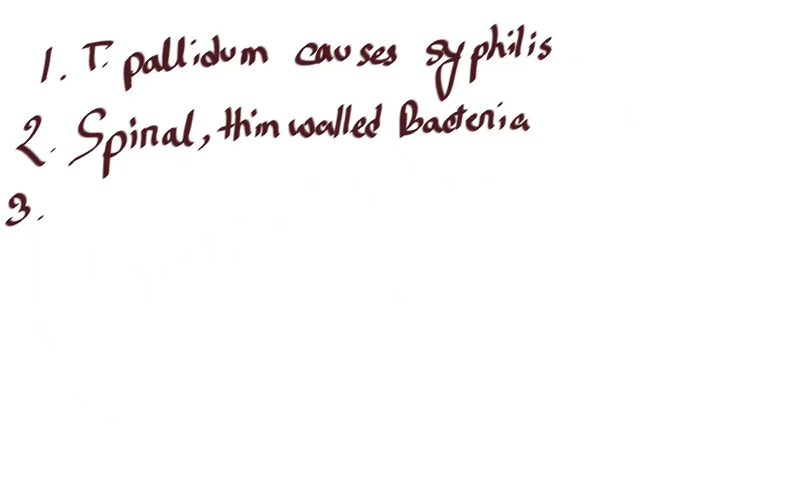 1. T. pallidum causes syphilis
2. Spinal, thin walled Bacteria
3.